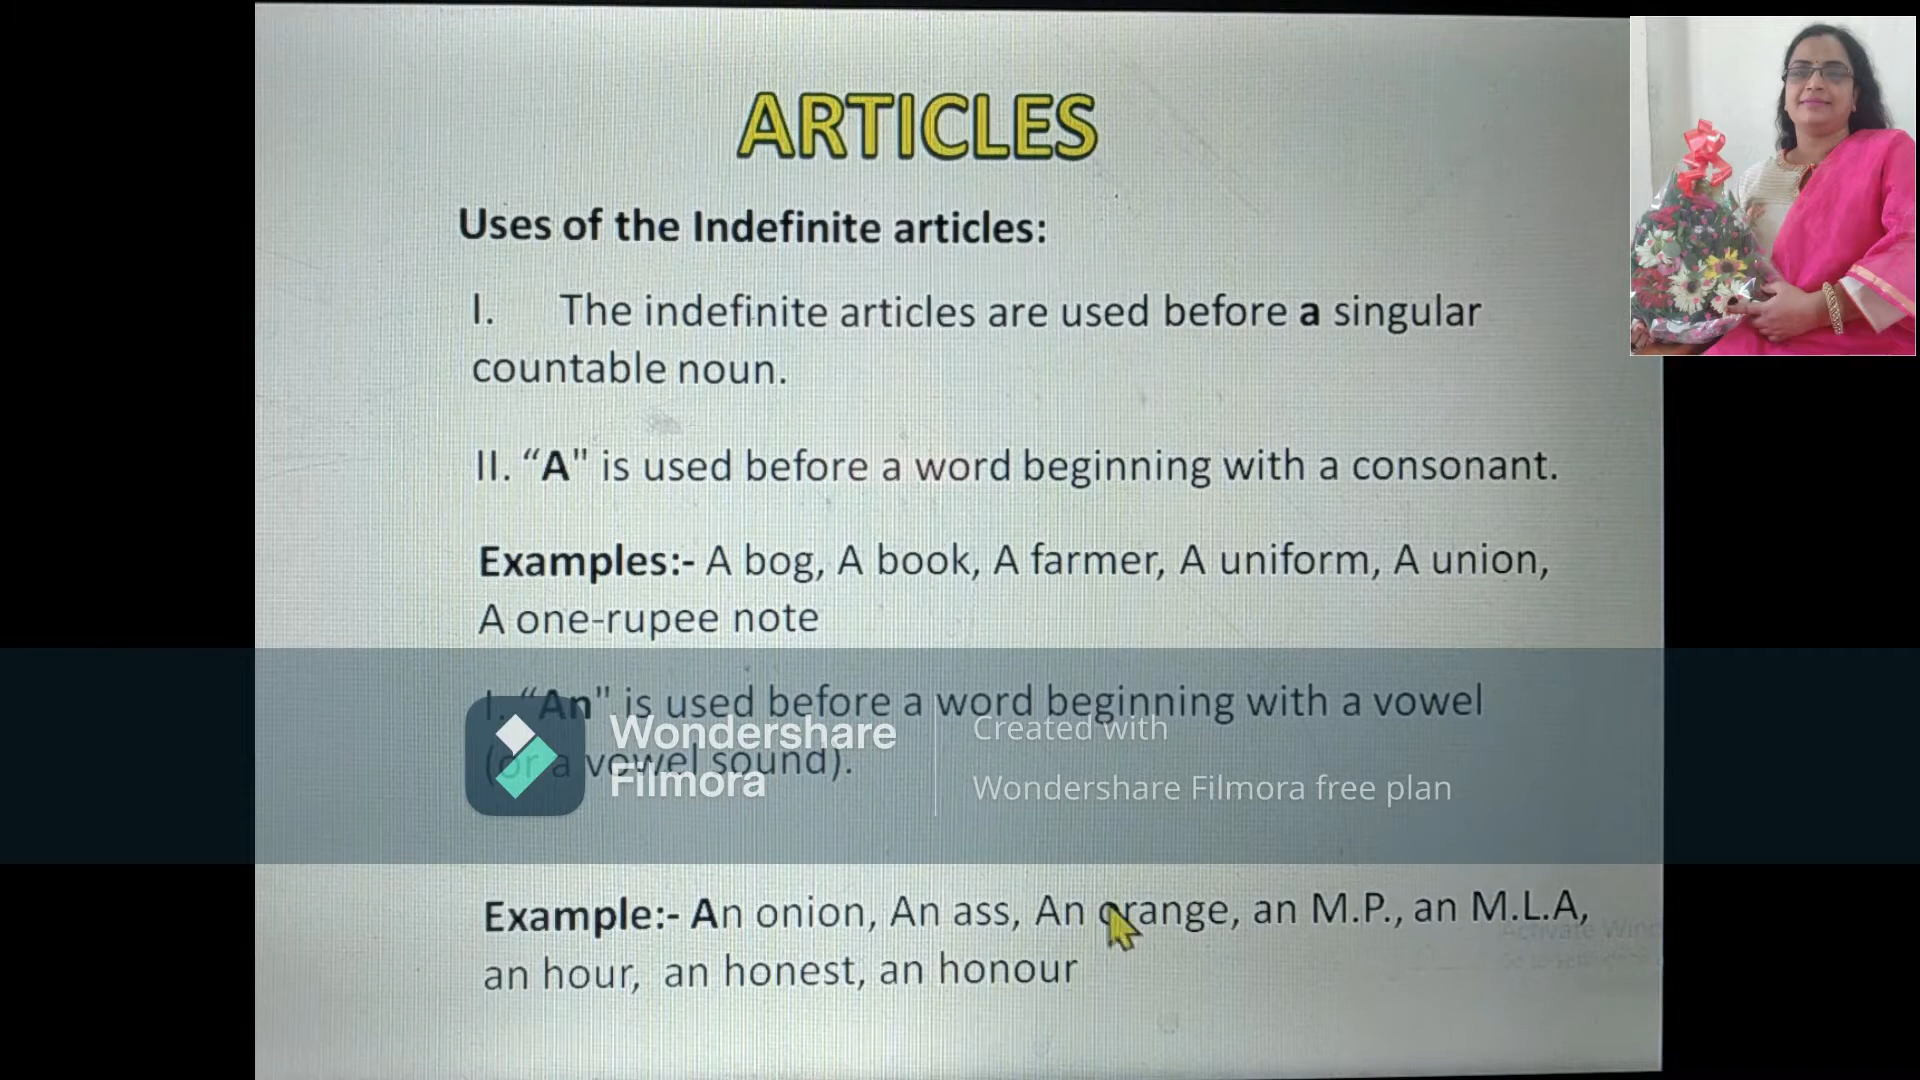 ARTICLES
Uses of the Indefinite articles:
I. The indefinite articles are used before a singular
countable noun.
II. “A" is used before a word beginning with a consonant.
Examples:- A bog, A book, A farmer, A uniform, A union,
A one-rupee note
I. “An" is used before a word beginning with a vowel
(or a vowel sound).
Wondershare
Filmora
Created with
Wondershare Filmora free plan
Example:- An onion, An ass, An orange, an M.P., an M.L.A,
an hour, an honest, an honour